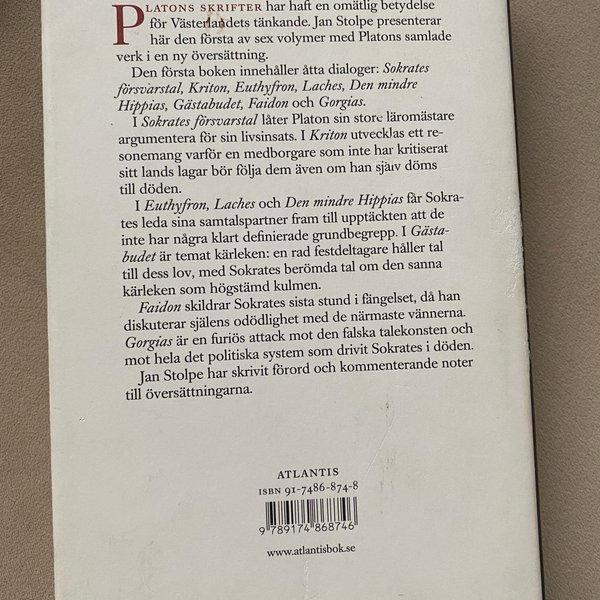 PLATONS SKRIFTER har haft en omätlig betydelse
för Västerlandets tänkande. Jan Stolpe presenterar
här den första av sex volymer med Platons samlade
verk i en ny översättning.
Den första boken innehåller åtta dialoger: Sokrates
försvarstal, Kriton, Euthyfron, Laches, Den mindre
Hippias, Gästabudet, Faidon och Gorgias.
I Sokrates försvarstal låter Platon sin store läromästare
argumentera för sin livsinsats. I Kriton utvecklas ett re-
sonemang varför en medborgare som inte har kritiserat
sitt lands lagar bör följa dem även om han själv döms
till döden.
I Euthyfron, Laches och Den mindre Hippias får Sokra-
tes leda sina samtalspartner fram till upptäckten att de
inte har några klart definierade grundbegrepp. I Gästa-
budet är temat kärleken: en rad festdeltagare håller tal
till dess lov, med Sokrates berömda tal om den sanna
kärleken som högstämd kulmen.
Faidon skildrar Sokrates sista stund i fängelset, då han
diskuterar själens odödlighet med de närmaste vännerna.
Gorgias är en furiös attack mot den falska talekonsten och
mot hela det politiska system som drivit Sokrates i döden.
Jan Stolpe har skrivit förord och kommenterande noter
till översättningarna.
ATLANTIS
ISBN 91-7486-874-8
9 789174 868746
www.atlantisbok.se